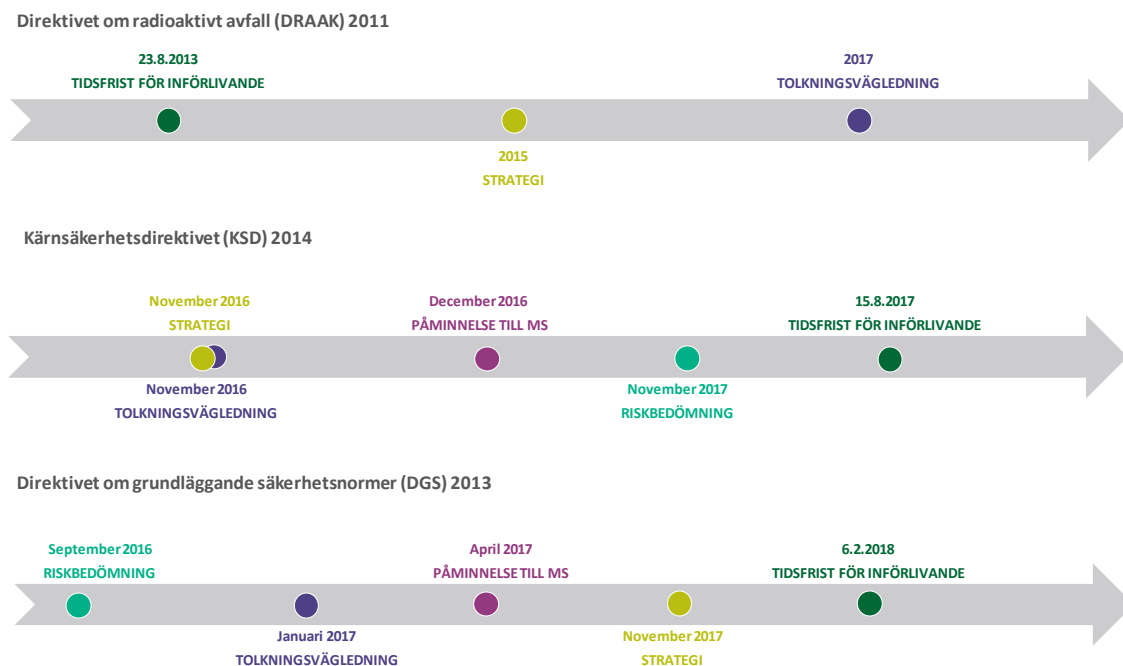 Direktivet om radioaktivt avfall (DRAAK) 2011
23.8.2013
TIDSFRIST FÖR INFÖRLIVANDE
2017
TOLKNINGSVÄGLEDNING
2015
STRATEGI
Kärnsäkerhetsdirektivet (KSD) 2014
November 2016
STRATEGI
December 2016
PÅMINNELSE TILL MS
15.8.2017
TIDSFRIST FÖR INFÖRLIVANDE
November 2016
TOLKNINGSVÄGLEDNING
November 2017
RISKBEDÖMNING
Direktivet om grundläggande säkerhetsnormer (DGS) 2013
September 2016
RISKBEDÖMNING
April 2017
PÅMINNELSE TILL MS
6.2.2018
TIDSFRIST FÖR INFÖRLIVANDE
Januari 2017
TOLKNINGSVÄGLEDNING
November 2017
STRATEGI